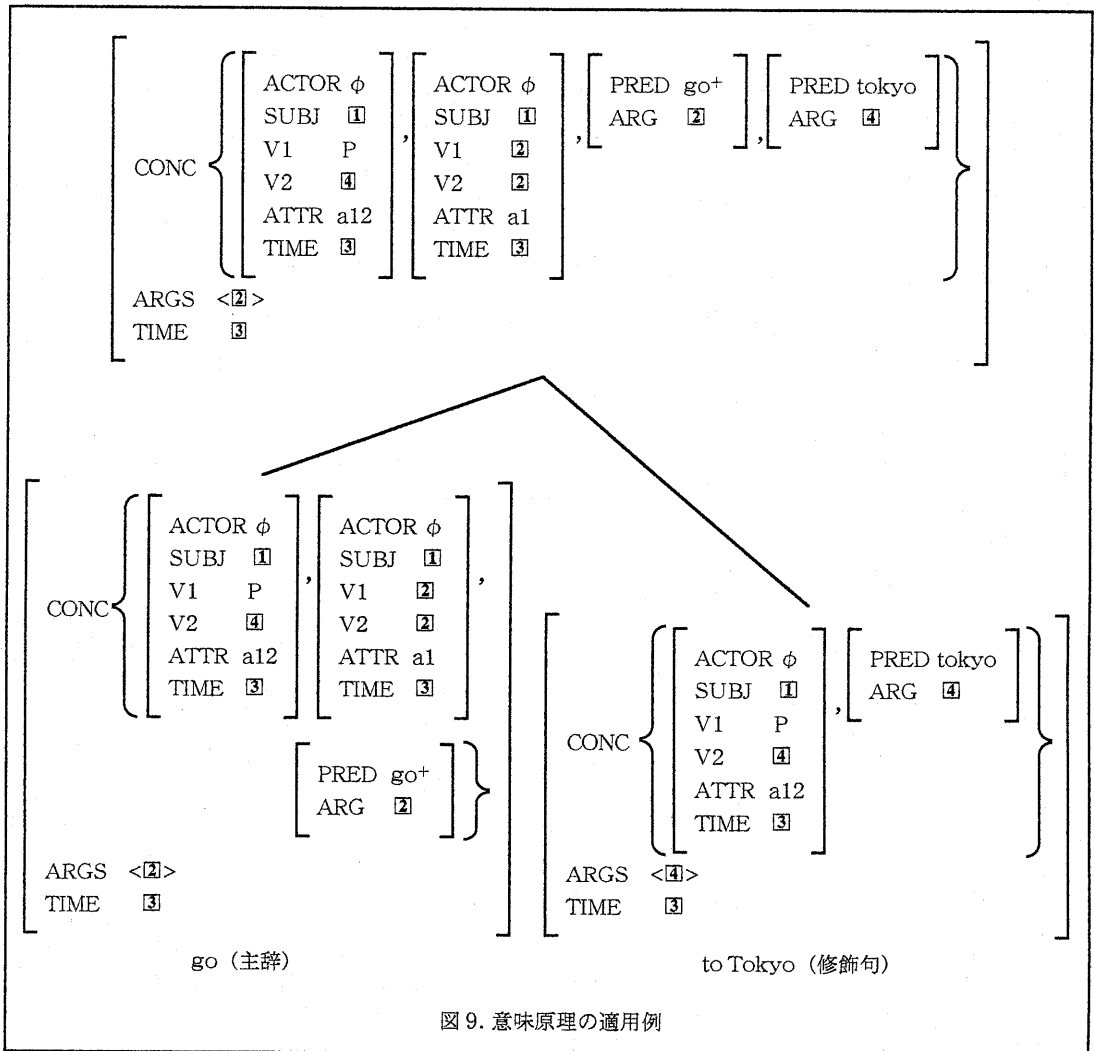 ACTOR φ ACTOR φ PRED go+ PRED tokyo
SUBJ 1 SUBJ 1 ARG 2 ARG 4
V1 P V1 2
CONC V2 4 V2 2
ATTR a12 ATTR a1
TIME 3 TIME 3
ARGS <2>
TIME 3
ACTOR φ ACTOR φ
SUBJ 1 SUBJ 1
V1 P V1 2
CONC V2 4 V2 2
ATTR a12 ATTR a1
TIME 3 TIME 3
PRED go+
ARG 2
ARGS <2>
TIME 3
go(主辞)
ACTOR φ PRED tokyo
SUBJ 1 ARG 4
V1 P
CONC V2 4
ATTR a12
TIME 3
ARGS <4>
TIME 3
to Tokyo(修飾句)
図9. 意味原理の適用例